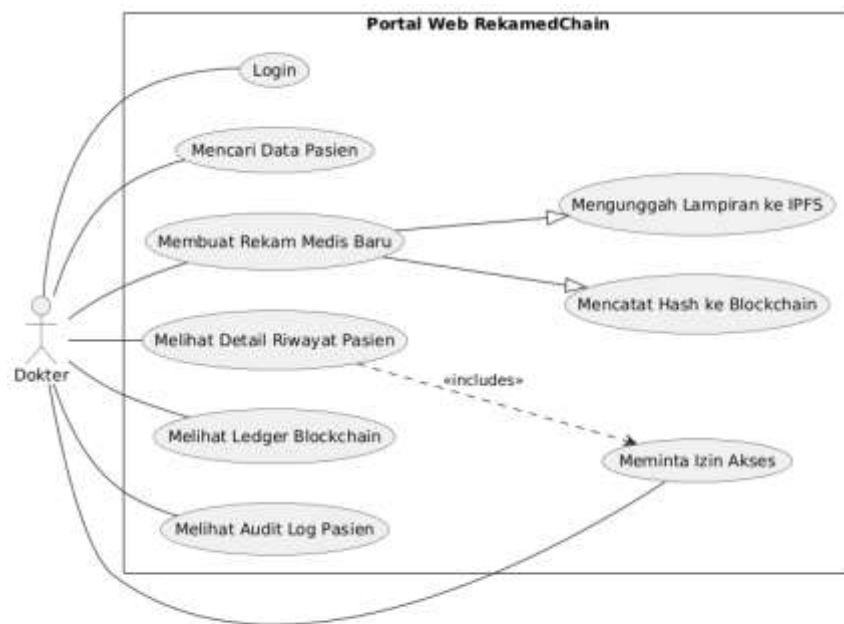 Portal Web RekamedChain
Login
Mencari Data Pasien
Mengunggah Lampiran ke IPFS
Membuat Rekam Medis Baru
Mencatat Hash ke Blockchain
Melihat Detail Riwayat Pasien
Dokter
«includes»
Melihat Ledger Blockchain
Meminta Izin Akses
Melihat Audit Log Pasien